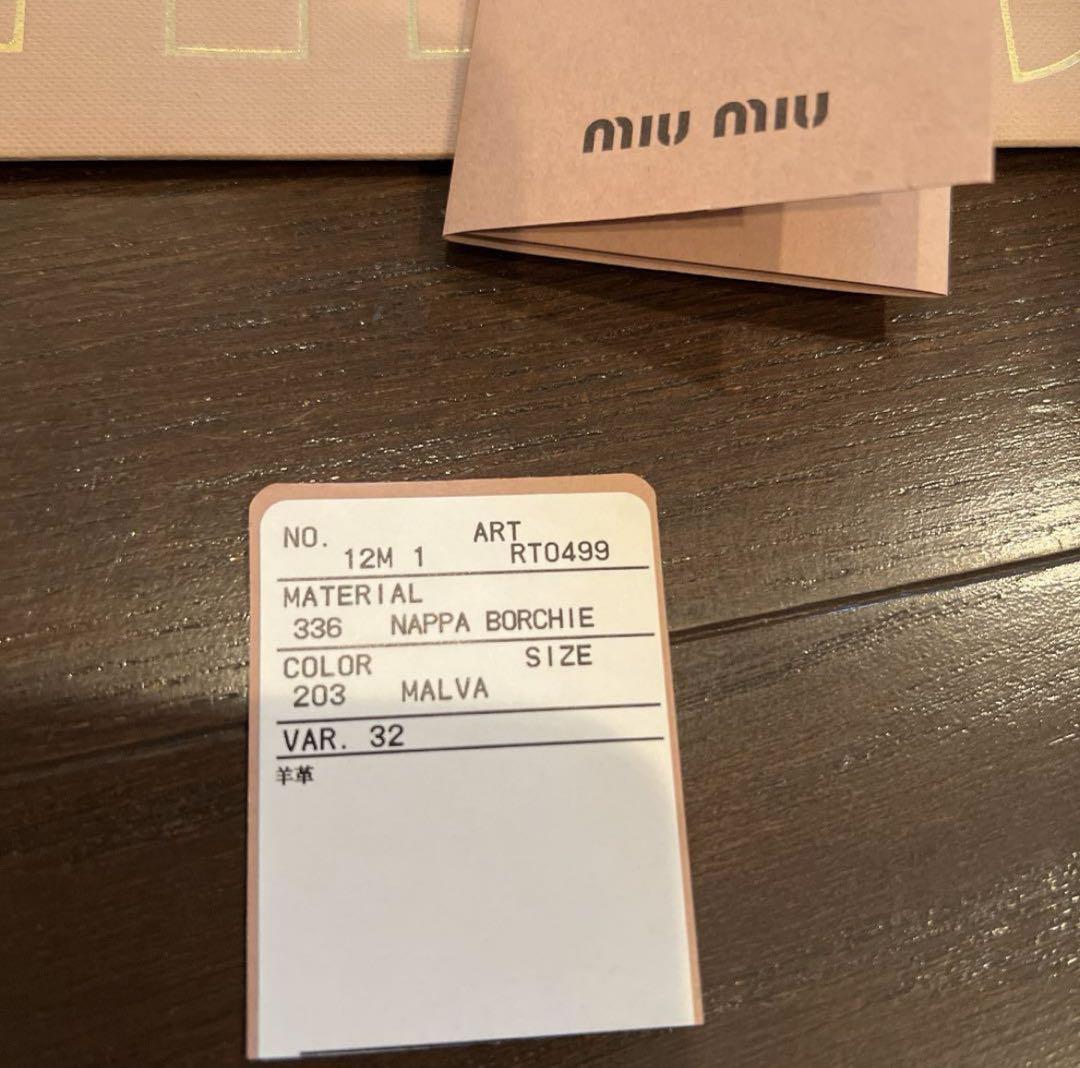 miu miu
NO. ART
12M 1 RT0499
MATERIAL
336 NAPPA BORCHIE
COLOR SIZE
203 MALVA
VAR. 32
羊革